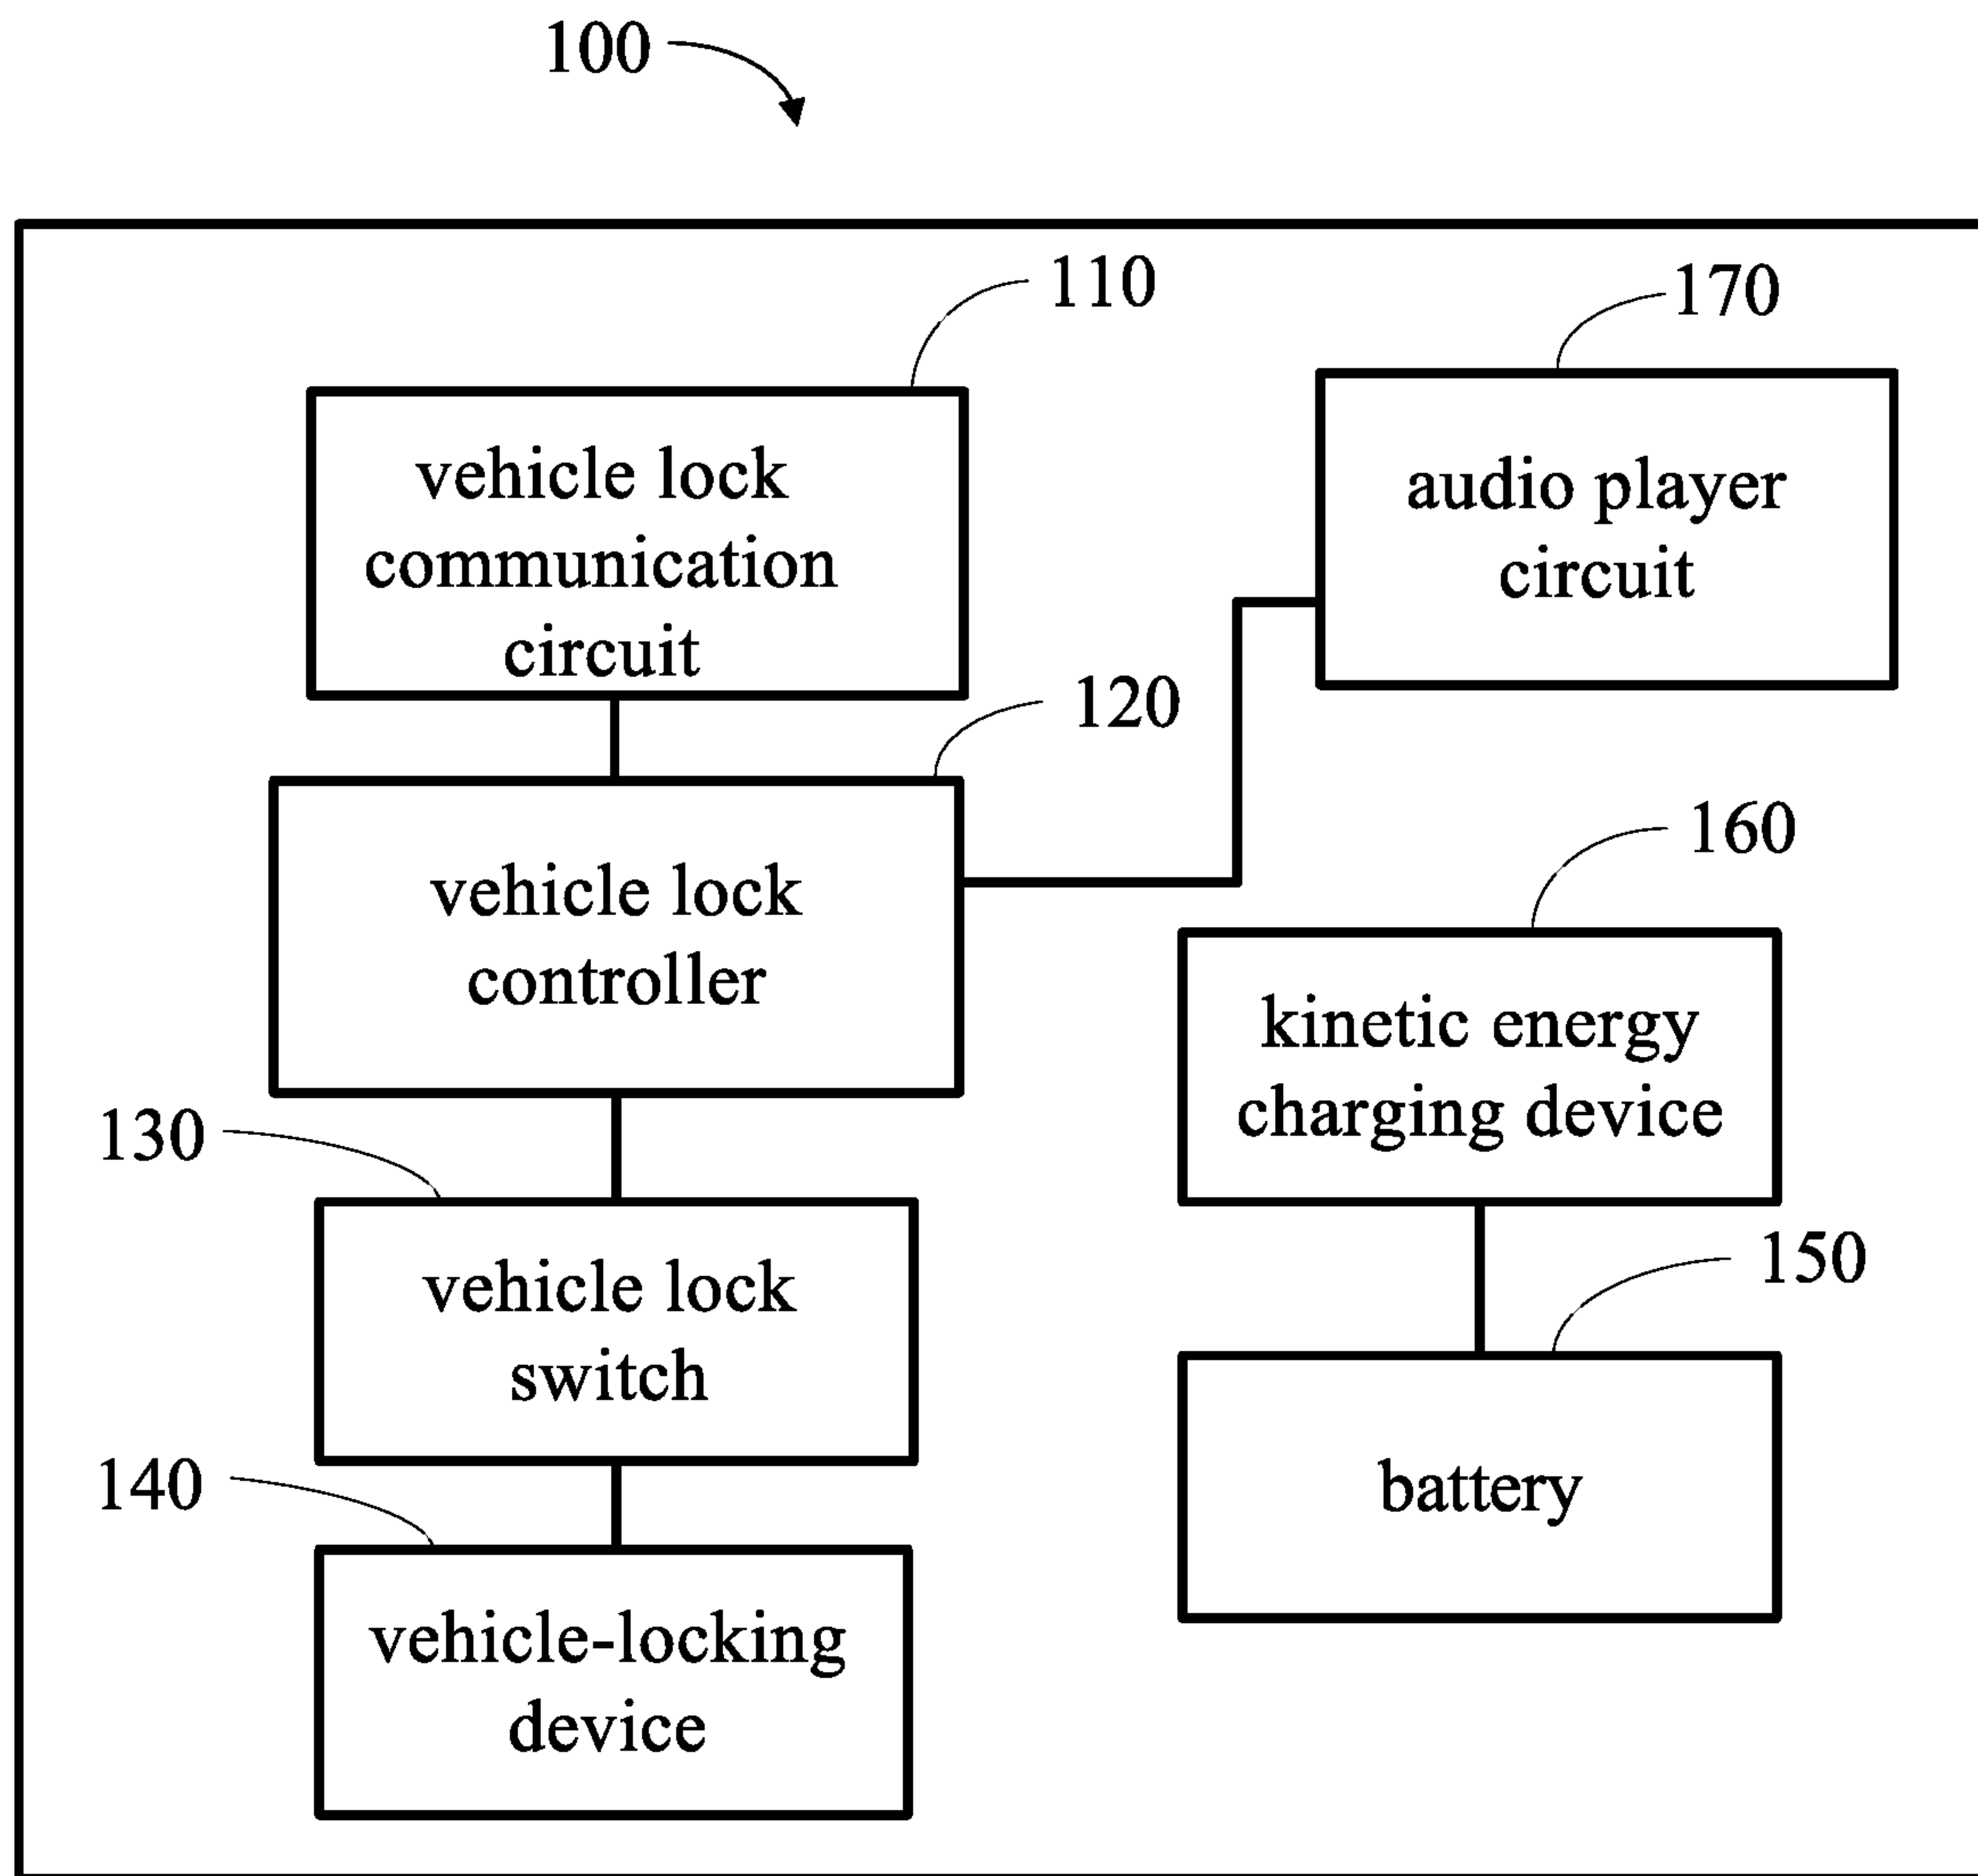 100
110
170
vehicle lock
communication
circuit
audio player
circuit
120
vehicle lock
controller
160
kinetic energy
charging device
130
vehicle lock
switch
150
battery
140
vehicle-locking
device